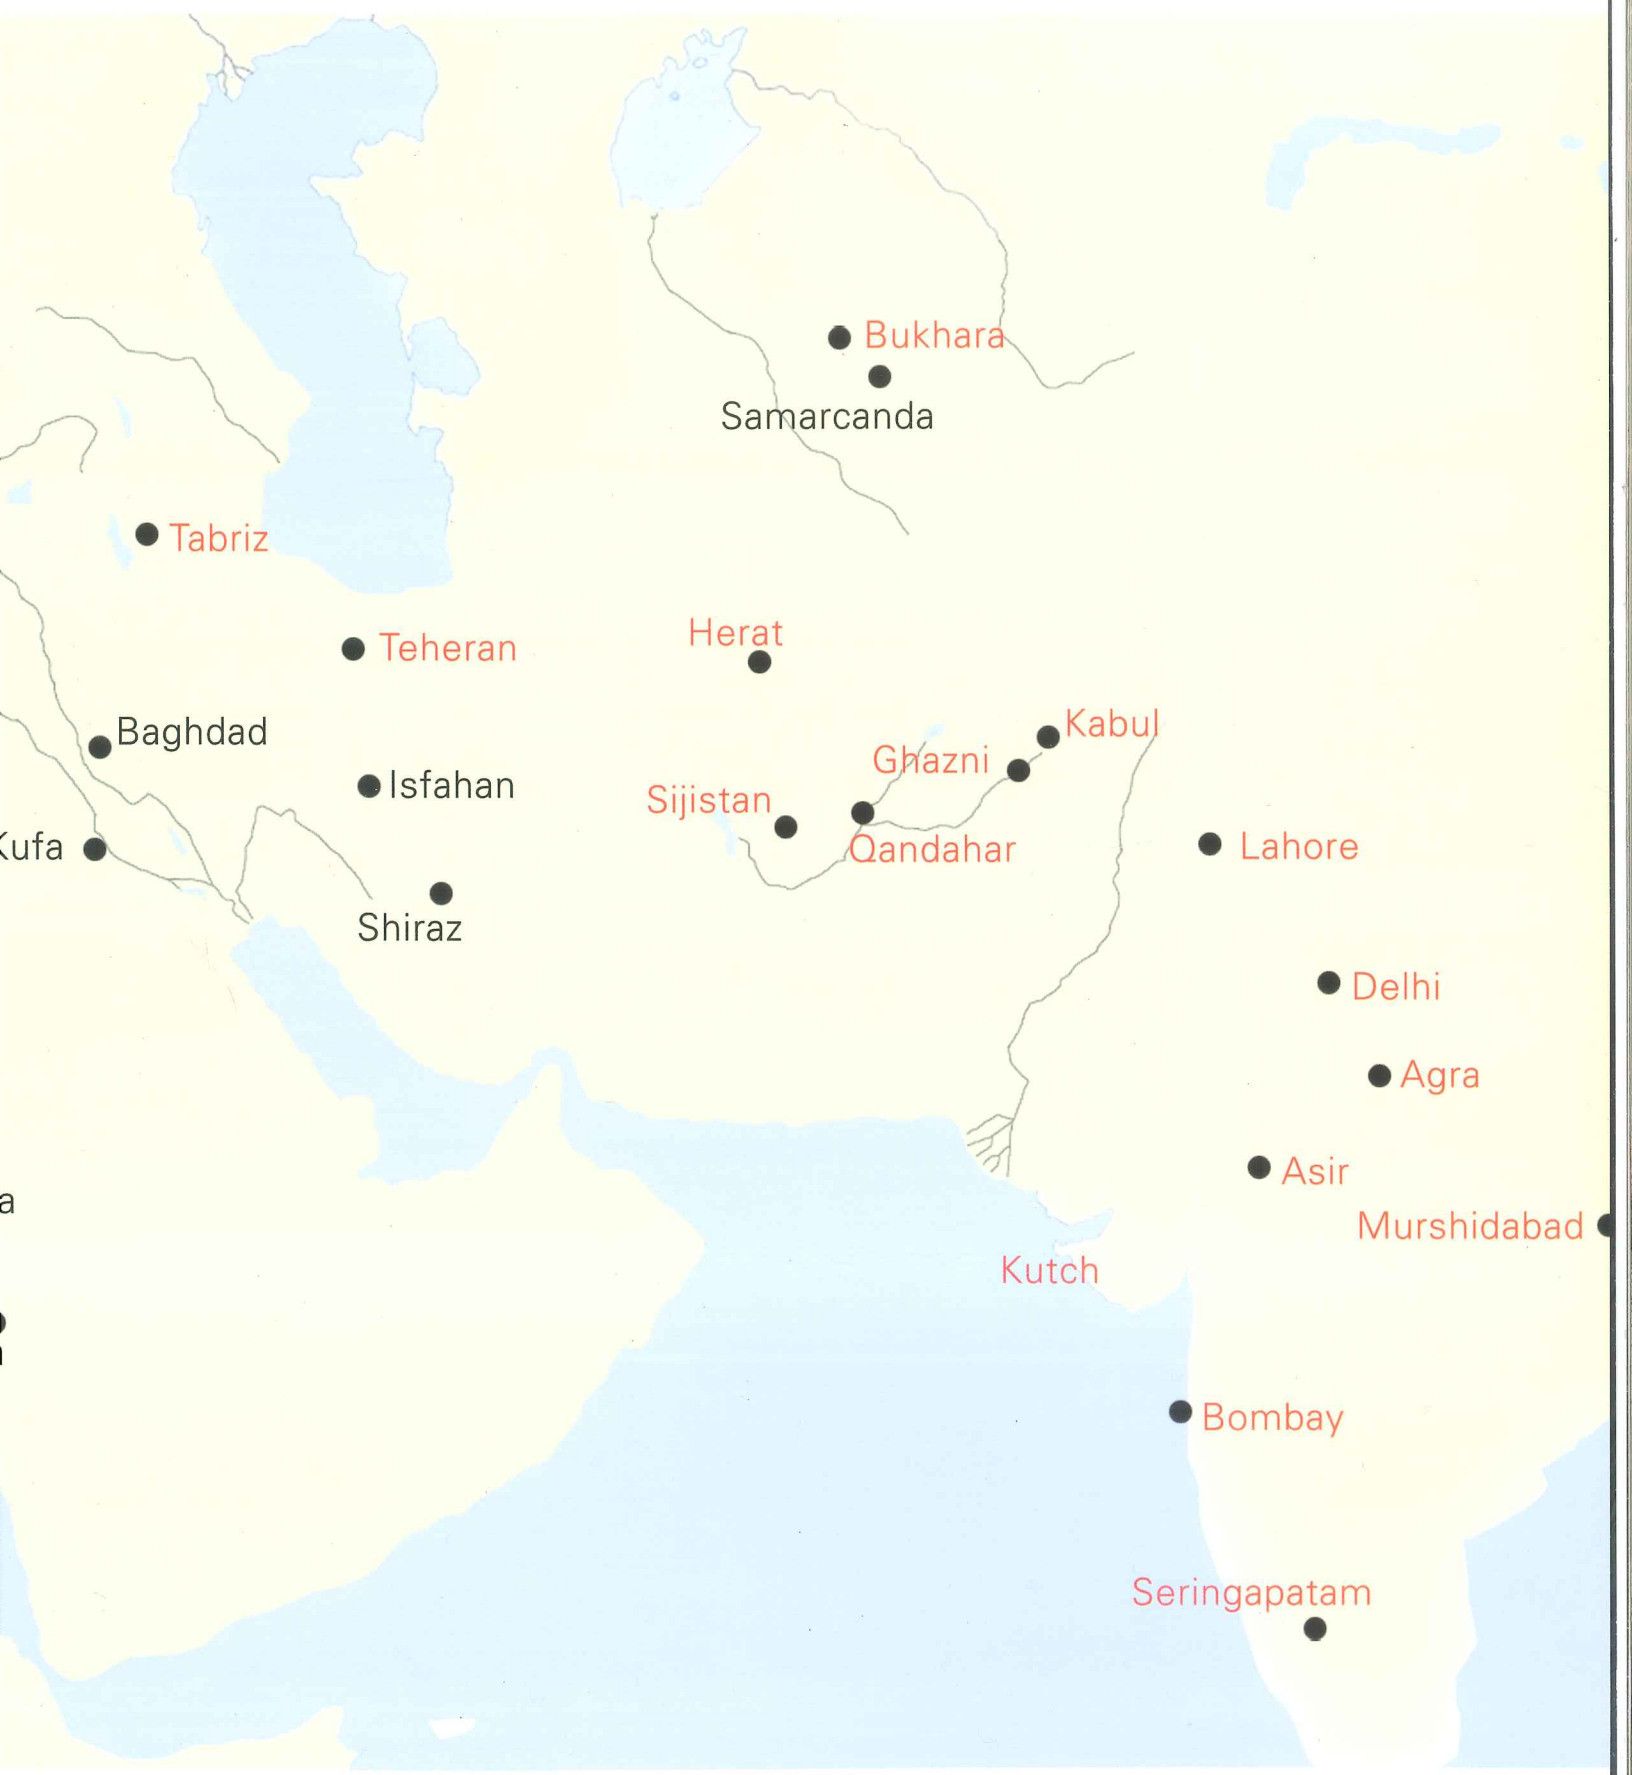 Bukhara
Samarcanda
Tabriz
Herat
Teheran
Kabul
Baghdad
Ghazni
Isfahan
Sijistan
Kufa
Qandahar
Lahore
Shiraz
Delhi
Agra
Asir
a
Murshidabad
Kutch
Bombay
Seringapatam